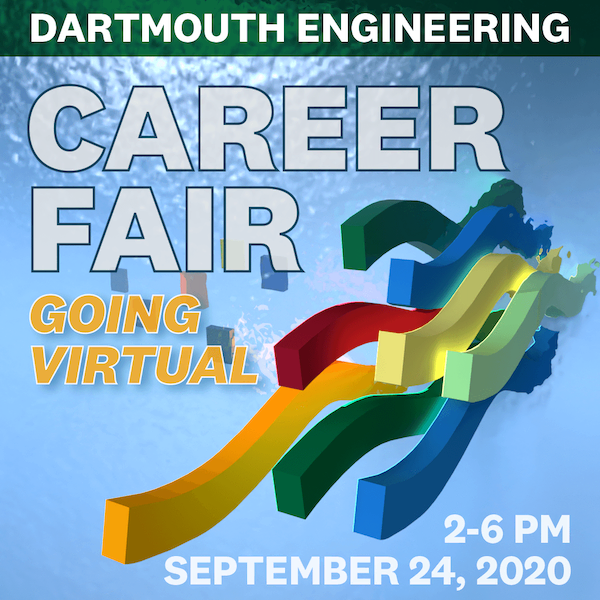 DARTMOUTH ENGINEERING
CAREER
FAIR
GOING
VIRTUAL
2-6 PM
SEPTEMBER 24, 2020